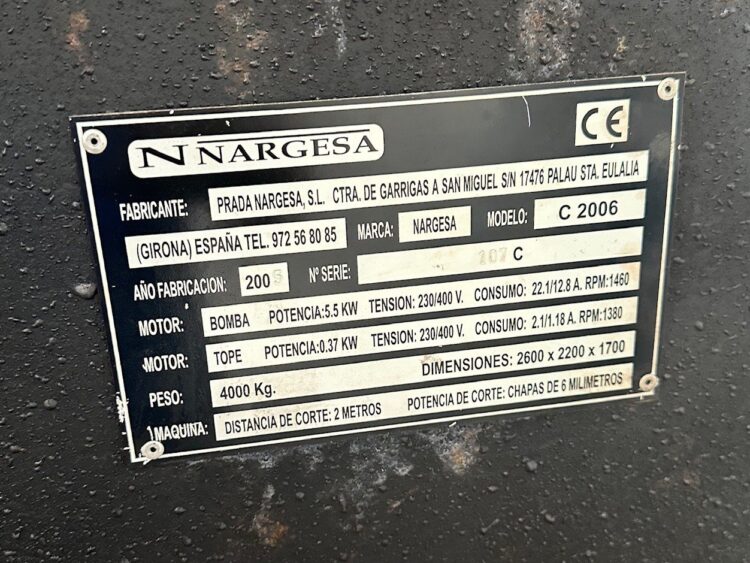 N NARGESA
CE
FABRICANTE: PRADA NARGESA, S.L. CTRA. DE GARRIGAS A SAN MIGUEL S/N 17476 PALAU STA. EULALIA
(GIRONA) ESPAÑA TEL. 972 56 80 85 MARCA: NARGESA MODELO: C 2006
AÑO FABRICACION: 2005 Nº SERIE: 107 C
MOTOR: BOMBA POTENCIA:5.5 KW TENSION: 230/400 V. CONSUMO: 22.1/12.8 A. RPM:1460
MOTOR: TOPE POTENCIA:0.37 KW TENSION: 230/400 V. CONSUMO: 2.1/1.18 A. RPM:1380
PESO: 4000 Kg. DIMENSIONES: 2600 x 2200 x 1700
MAQUINA: DISTANCIA DE CORTE: 2 METROS POTENCIA DE CORTE: CHAPAS DE 6 MILIMETROS